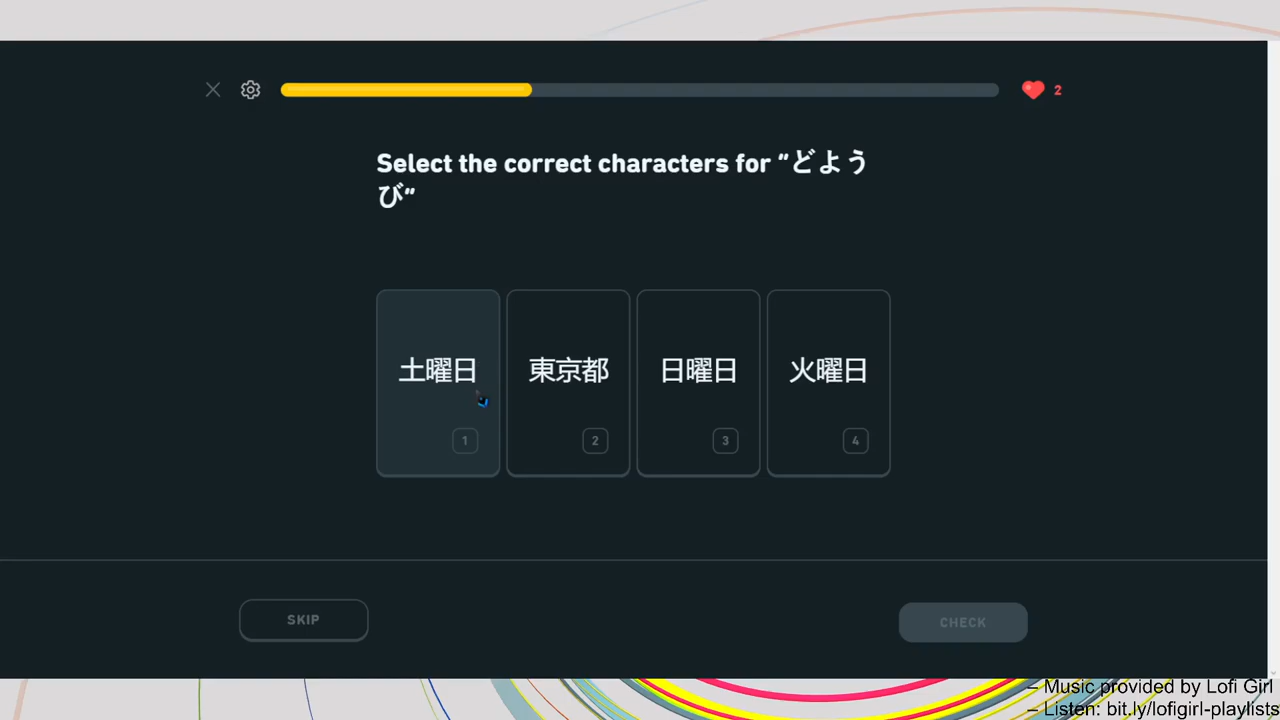 2
Select the correct characters for "どよう
び"
土曜日
東京都
日曜日
火曜日
1
2
3
4
SKIP
CHECK
– Music provided by Lofi Girl
– Listen: bit.ly/lofigirl-playlists